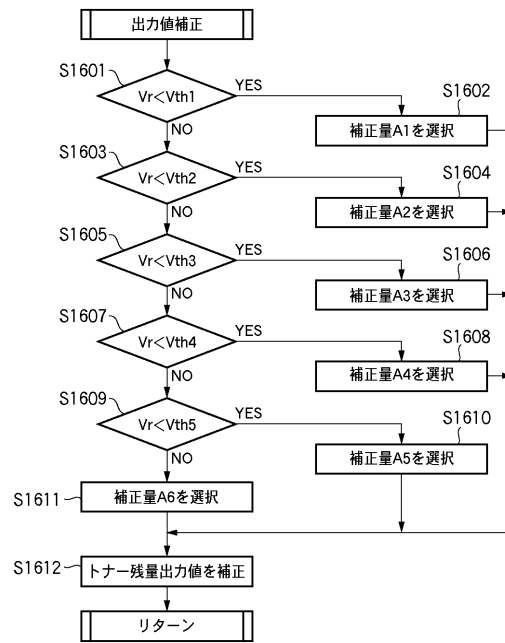 出力値補正
S1601
Vr<Vth1
YES
S1602
補正量A1を選択
NO
S1603
Vr<Vth2
YES
S1604
補正量A2を選択
NO
S1605
Vr<Vth3
YES
S1606
補正量A3を選択
NO
S1607
Vr<Vth4
YES
S1608
補正量A4を選択
NO
S1609
Vr<Vth5
YES
S1610
補正量A5を選択
NO
S1611
補正量A6を選択
S1612
トナー残量出力値を補正
リターン